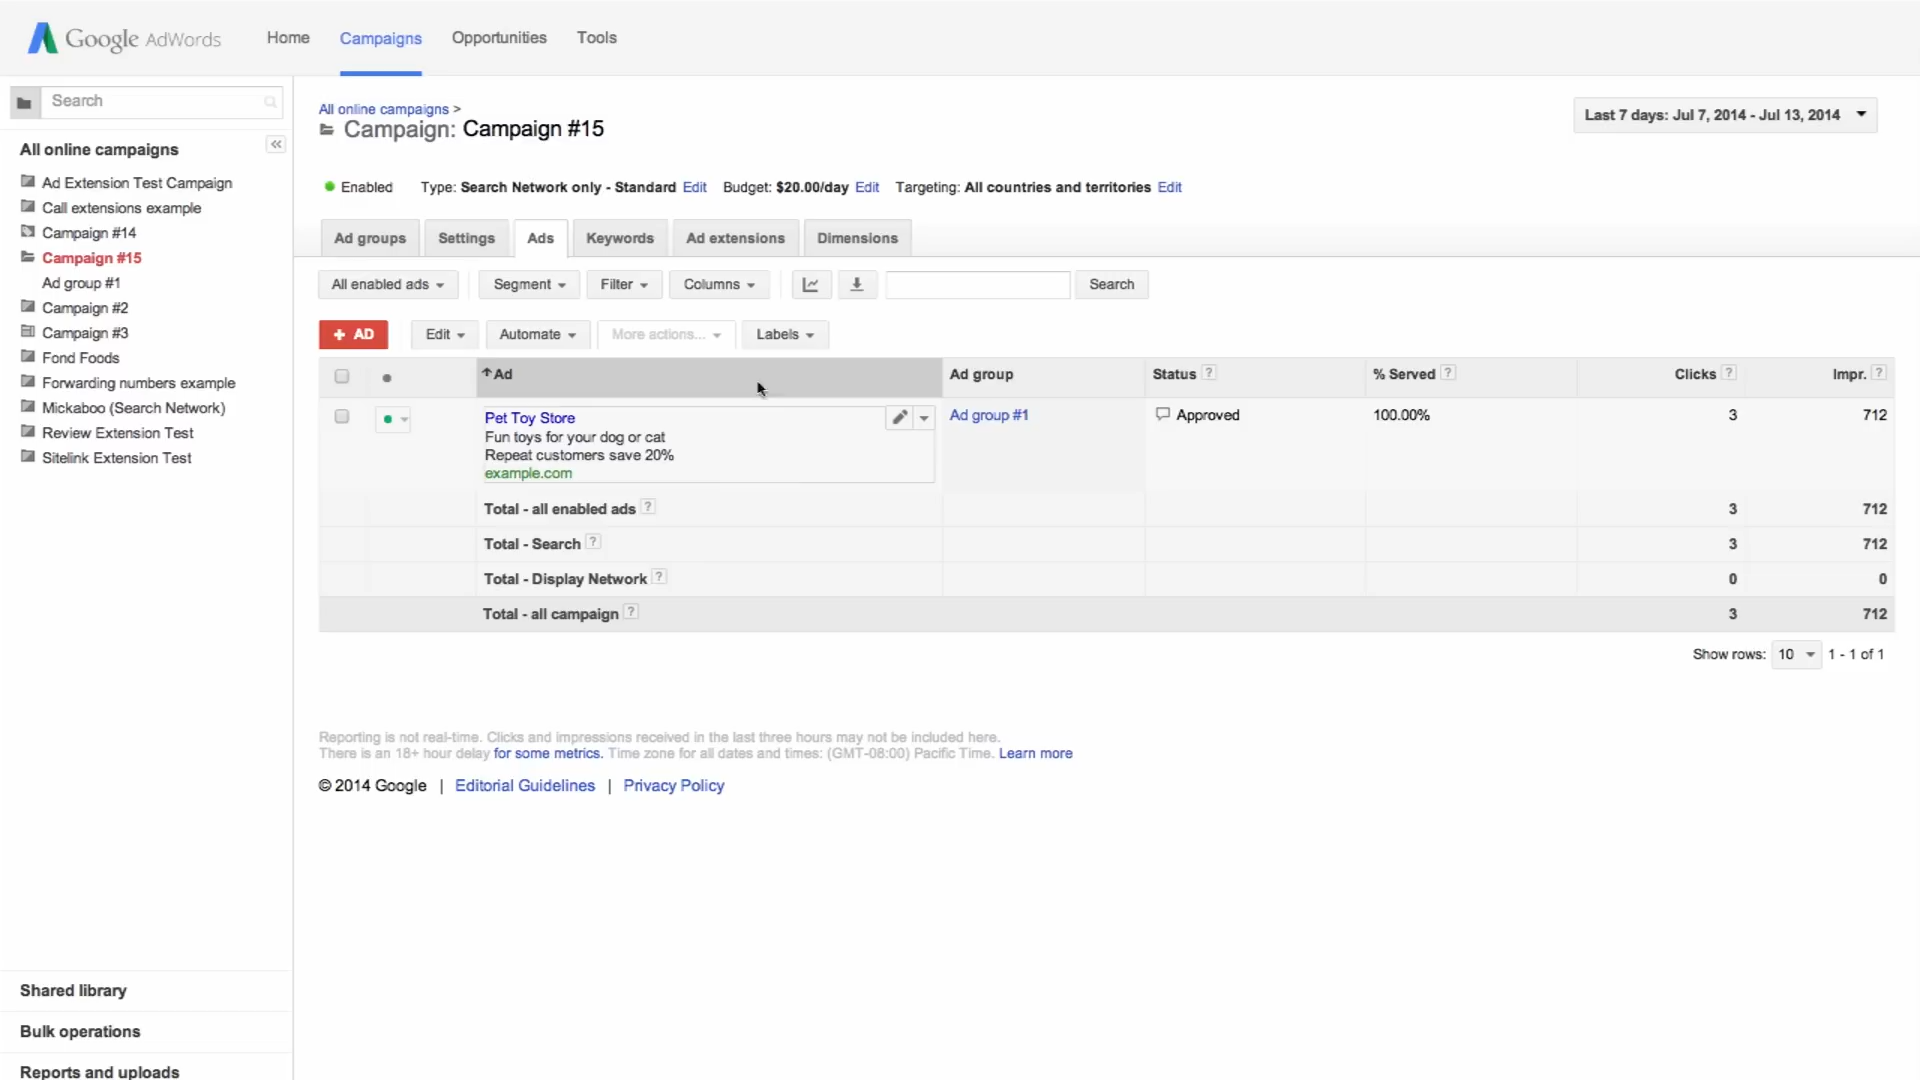 Google AdWords
Home Campaigns Opportunities Tools
Search
All online campaigns
Ad Extension Test Campaign
Call extensions example
Campaign #14
Campaign #15
Ad group #1
Campaign #2
Campaign #3
Fond Foods
Forwarding numbers example
Mickaboo (Search Network)
Review Extension Test
Sitelink Extension Test
Shared library
Bulk operations
Reports and uploads
All online campaigns >
Campaign: Campaign #15
Last 7 days: Jul 7, 2014 - Jul 13, 2014
Enabled Type: Search Network only - Standard Edit Budget: $20.00/day Edit Targeting: All countries and territories Edit
Ad groups Settings Ads Keywords Ad extensions Dimensions
All enabled ads Segment Filter Columns Search
+ AD Edit Automate More actions... Labels
Ad Ad group Status ? % Served ? Clicks ? Impr. ?
Pet Toy Store Ad group #1 Approved 100.00% 3 712
Fun toys for your dog or cat
Repeat customers save 20%
example.com
Total - all enabled ads ? 3 712
Total - Search ? 3 712
Total - Display Network ? 0 0
Total - all campaign ? 3 712
Show rows: 10 1 - 1 of 1
Reporting is not real-time. Clicks and impressions received in the last three hours may not be included here.
There is an 18+ hour delay for some metrics. Time zone for all dates and times: (GMT-08:00) Pacific Time. Learn more
© 2014 Google | Editorial Guidelines | Privacy Policy